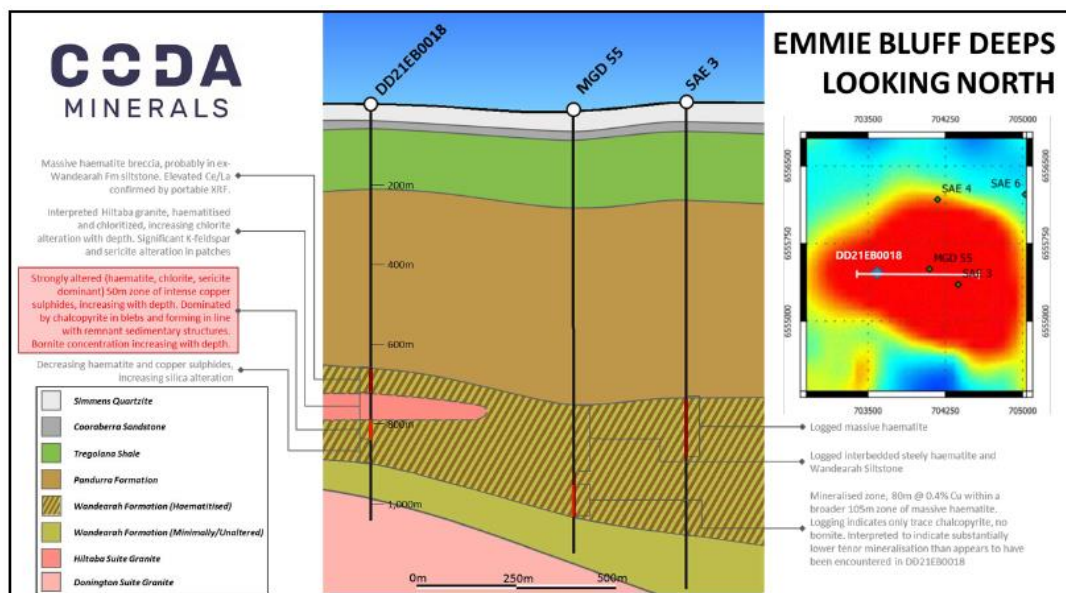 CODA
MINERALS
EMMIE BLUFF DEEPS
LOOKING NORTH
DD21EB0018
MGD 55
SAE 3
Massive haematite breccia, probably in ex-
Wandearah Fm siltstone. Elevated Ce/La
confirmed by portable XRF.
Interpreted Hiltaba granite, haematitised
and chloritized, increasing chlorite
alteration with depth. Significant K-feldspar
and sericite alteration in patches
Strongly altered (haematite, chlorite, sericite
dominant) 50m zone of intense copper
sulphides, increasing with depth. Dominated
by chalcopyrite in blebs and forming in line
with remnant sedimentary structures.
Bornite concentration increasing with depth.
Decreasing haematite and copper sulphides,
increasing silica alteration
Simmens Quartzite
Cooraberra Sandstone
Tregolana Shale
Pandurra Formation
Wandearah Formation (Haematitised)
Wandearah Formation (Minimally/Unaltered)
Hiltaba Suite Granite
Donington Suite Granite
200m
400m
600m
800m
1,000m
0m 250m 500m
703500 704250 705000
6556500
6555750
6555000
6556500
6555750
6555000
703500 704250 705000
SAE 4
SAE 6
DD21EB0018
MGD 55
SAE 3
Logged massive haematite
Logged interbedded steely haematite and
Wandearah Siltstone
Mineralised zone, 80m @ 0.4% Cu within a
broader 105m zone of massive haematite.
Logging indicates only trace chalcopyrite, no
bornite. Interpreted to indicate substantially
lower tenor mineralisation than appears to have
been encountered in DD21EB0018